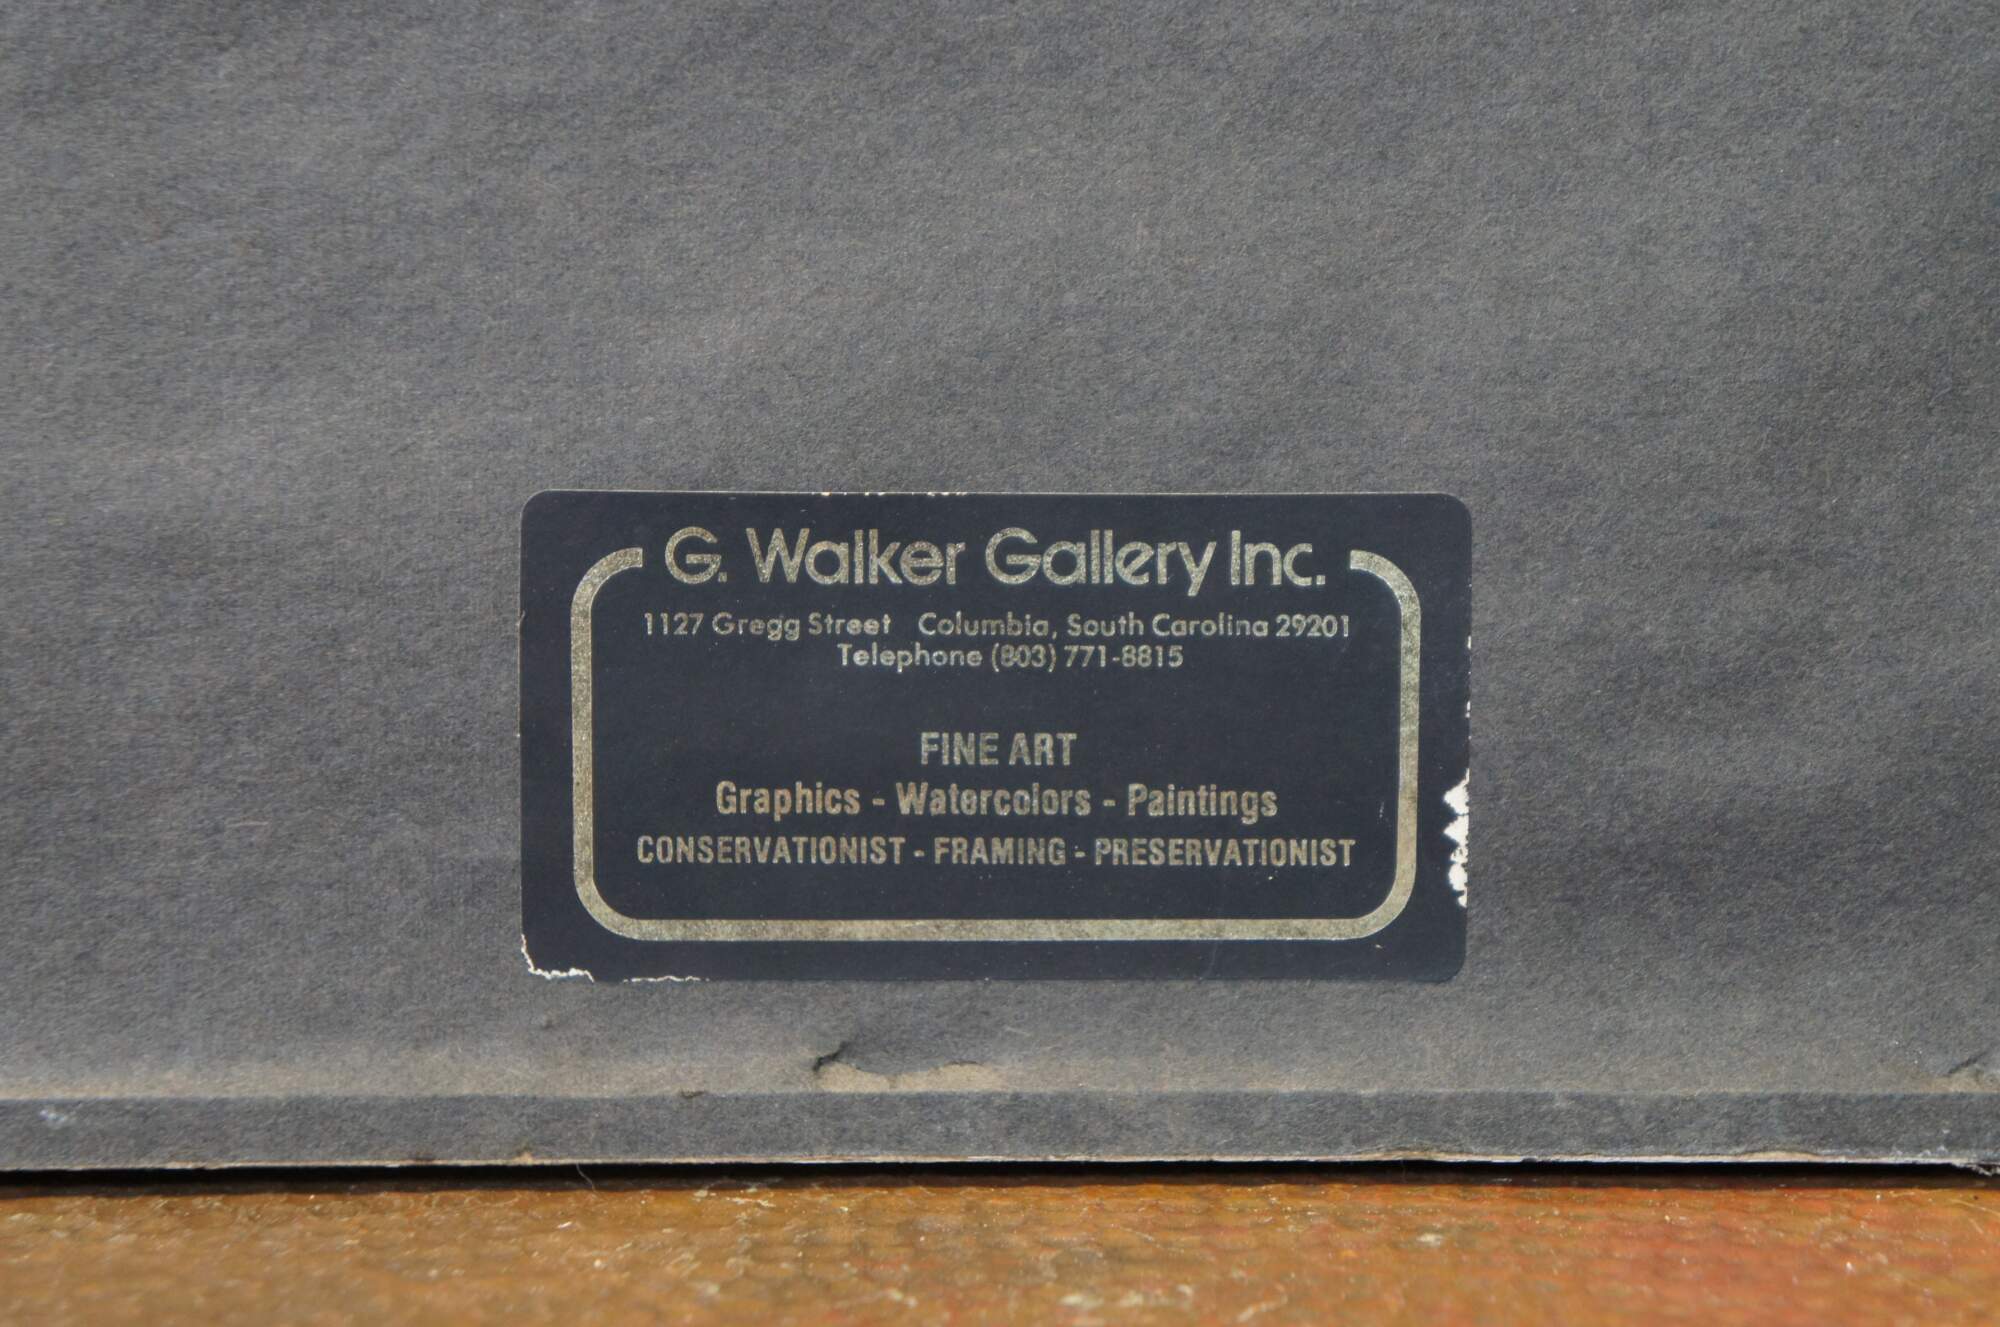 G. Walker Gallery Inc.
1127 Gregg Street Columbia, South Carolina 29201
Telephone (803) 771-8815
FINE ART
Graphics - Watercolors - Paintings
CONSERVATIONIST - FRAMING - PRESERVATIONIST